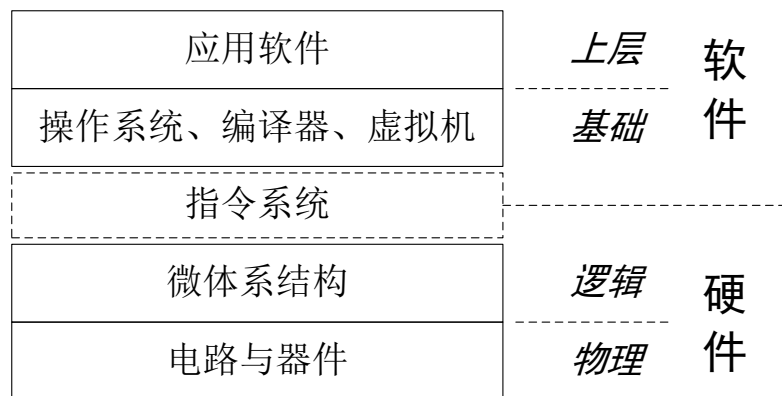 应用软件
上层
操作系统、编译器、虚拟机
基础
软件
指令系统
微体系结构
逻辑
电路与器件
物理
硬件